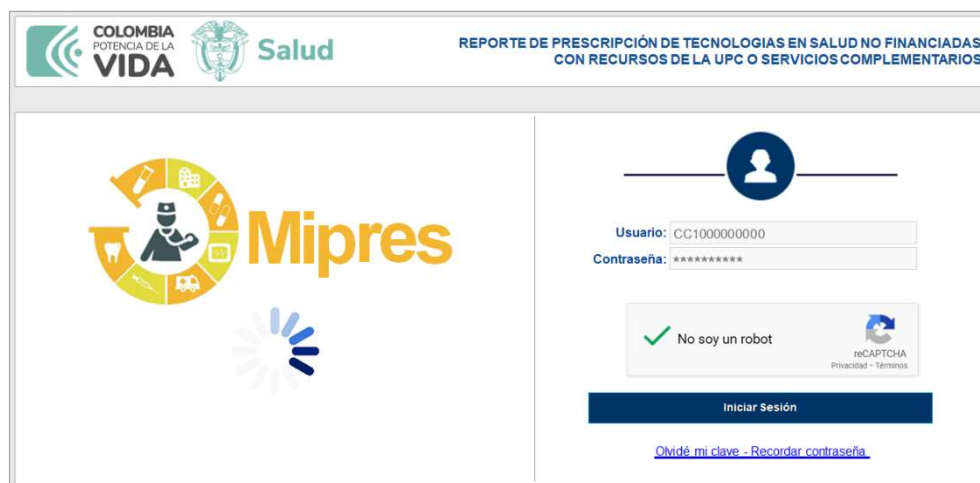 COLOMBIA
POTENCIA DE LA
VIDA
Salud
REPORTE DE PRESCRIPCIÓN DE TECNOLOGIAS EN SALUD NO FINANCIADAS
CON RECURSOS DE LA UPC O SERVICIOS COMPLEMENTARIOS
Mipres
Usuario: CC1000000000
Contraseña: **********
No soy un robot
reCAPTCHA
Privacidad - Términos
Iniciar Sesión
Olvidé mi clave - Recordar contraseña